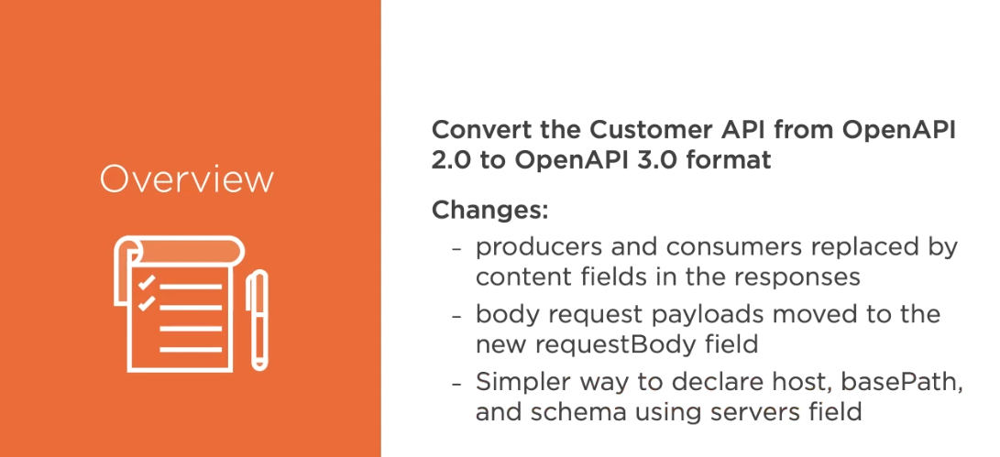 Overview
Convert the Customer API from OpenAPI
2.0 to OpenAPI 3.0 format
Changes:
- producers and consumers replaced by
content fields in the responses
- body request payloads moved to the
new requestBody field
- Simpler way to declare host, basePath,
and schema using servers field